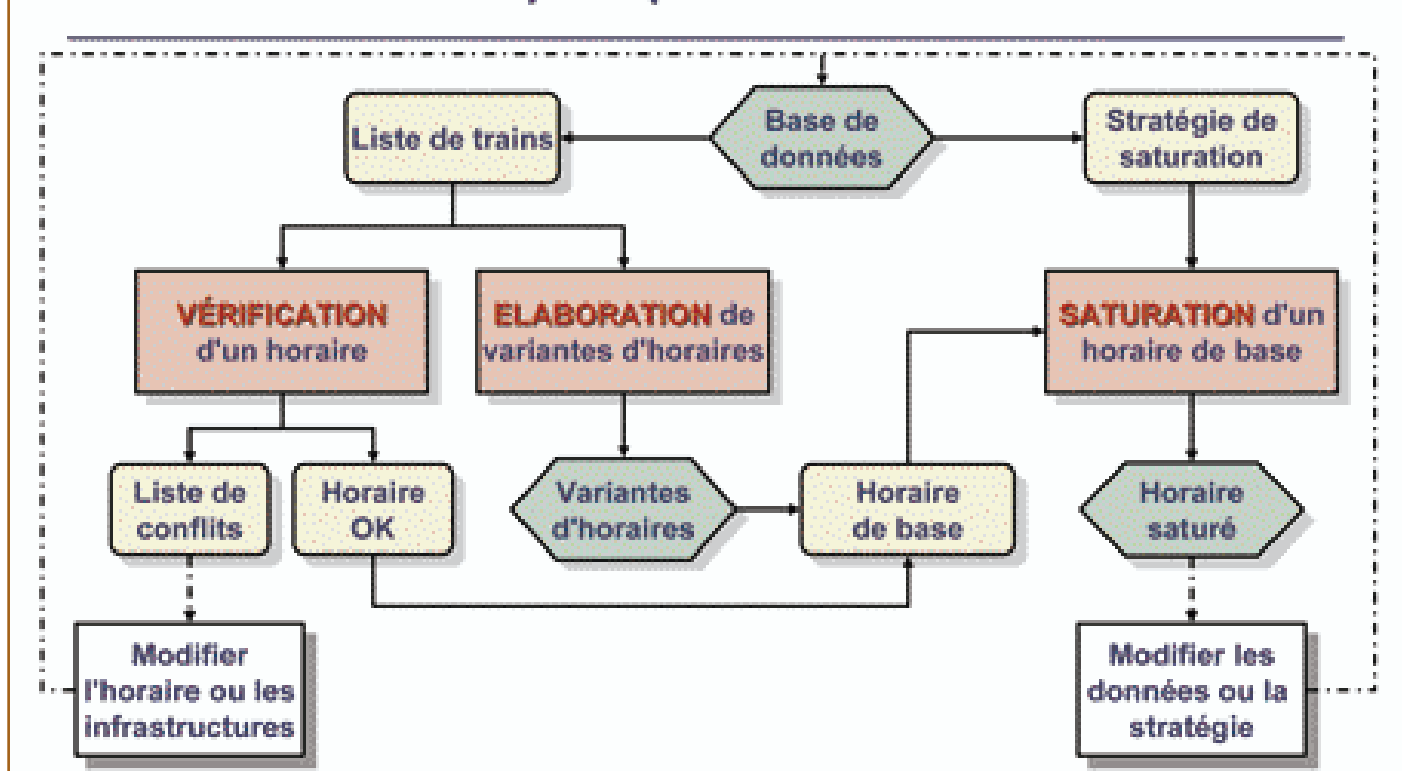 Liste de trains
Base de
données
Stratégie de
saturation
VÉRIFICATION
d'un horaire
ELABORATION de
variantes d'horaires
SATURATION d'un
horaire de base
Liste de
conflits
Horaire
OK
Variantes
d'horaires
Horaire
de base
Horaire
saturé
Modifier
l'horaire ou les
infrastructures
Modifier les
données ou la
stratégie